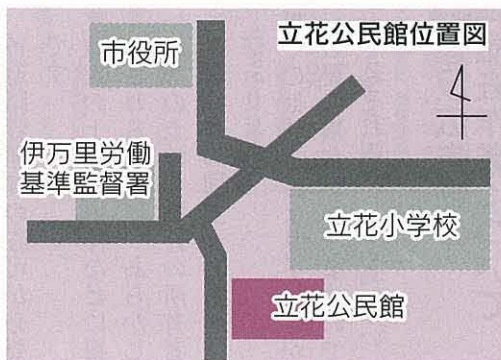 立花公民館位置図
市役所
伊万里労働
基準監督署
立花小学校
立花公民館